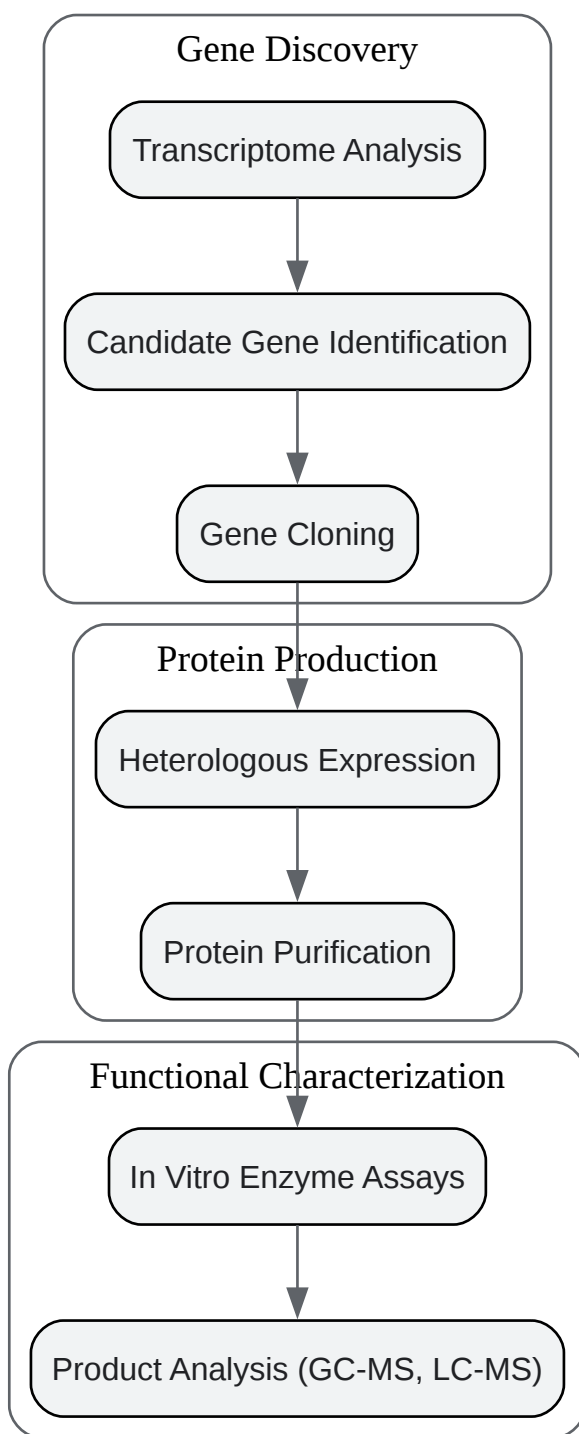 Gene Discovery
Transcriptome Analysis
Candidate Gene Identification
Gene Cloning
Protein Production
Heterologous Expression
Protein Purification
Functional Characterization
In Vitro Enzyme Assays
Product Analysis (GC-MS, LC-MS)